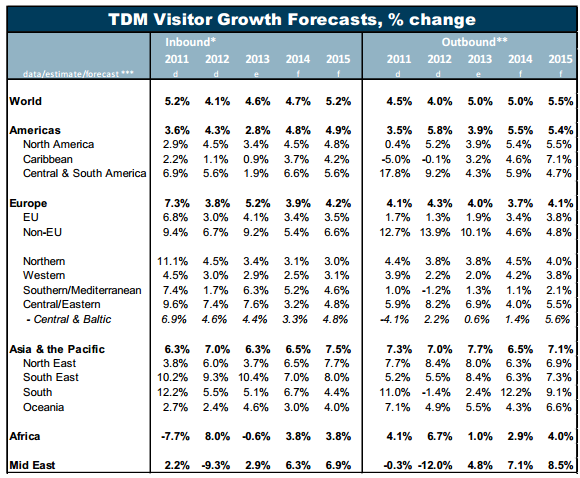 TDM Visitor Growth Forecasts, % change
Inbound* Outbound**
2011 2012 2013 2014 2015 2011 2012 2013 2014 2015
data/estimate/forecast *** d d e f f d d e f f
World 5.2% 4.1% 4.6% 4.7% 5.2% 4.5% 4.0% 5.0% 5.0% 5.5%
Americas 3.6% 4.3% 2.8% 4.8% 4.9% 3.5% 5.8% 3.9% 5.5% 5.4%
North America 2.9% 4.5% 3.4% 4.5% 4.8% 0.4% 5.2% 3.9% 5.4% 5.5%
Caribbean 2.2% 1.1% 0.9% 3.7% 4.2% -5.0% -0.1% 3.2% 4.6% 7.1%
Central & South America 6.9% 5.6% 1.9% 6.6% 5.6% 17.8% 9.2% 4.3% 5.9% 4.7%
Europe 7.3% 3.8% 5.2% 3.9% 4.2% 4.1% 4.3% 4.0% 3.7% 4.1%
EU 6.8% 3.0% 4.1% 3.4% 3.5% 1.7% 1.3% 1.9% 3.4% 3.8%
Non-EU 9.4% 6.7% 9.2% 5.4% 6.6% 12.7% 13.9% 10.1% 4.6% 4.8%
Northern 11.1% 4.5% 3.4% 3.1% 3.0% 4.4% 3.8% 3.8% 4.5% 4.0%
Western 4.5% 3.0% 2.9% 2.5% 3.1% 3.9% 2.2% 2.0% 4.2% 3.8%
Southern/Mediterranean 7.4% 1.7% 6.3% 5.2% 4.6% 1.0% -1.2% 1.3% 1.1% 2.1%
Central/Eastern 9.6% 7.4% 7.6% 3.2% 4.8% 5.9% 8.2% 6.9% 4.0% 5.5%
- Central & Baltic 6.9% 4.6% 4.4% 3.3% 4.8% -4.1% 2.2% 0.6% 1.4% 5.6%
Asia & the Pacific 6.3% 7.0% 6.3% 6.5% 7.5% 7.3% 7.0% 7.7% 6.5% 7.1%
North East 3.8% 6.0% 3.7% 6.5% 7.7% 7.7% 8.4% 8.0% 6.3% 6.9%
South East 10.2% 9.3% 10.4% 7.0% 8.0% 5.2% 5.5% 8.4% 6.3% 7.3%
South 12.2% 5.5% 5.1% 6.7% 4.4% 11.0% -1.4% 2.4% 12.2% 9.1%
Oceania 2.7% 2.4% 4.6% 3.0% 4.0% 7.1% 4.9% 5.5% 4.3% 6.6%
Africa -7.7% 8.0% -0.6% 3.8% 3.8% 4.1% 6.7% 1.0% 2.9% 4.0%
Mid East 2.2% -9.3% 2.9% 6.3% 6.9% -0.3% -12.0% 4.8% 7.1% 8.5%